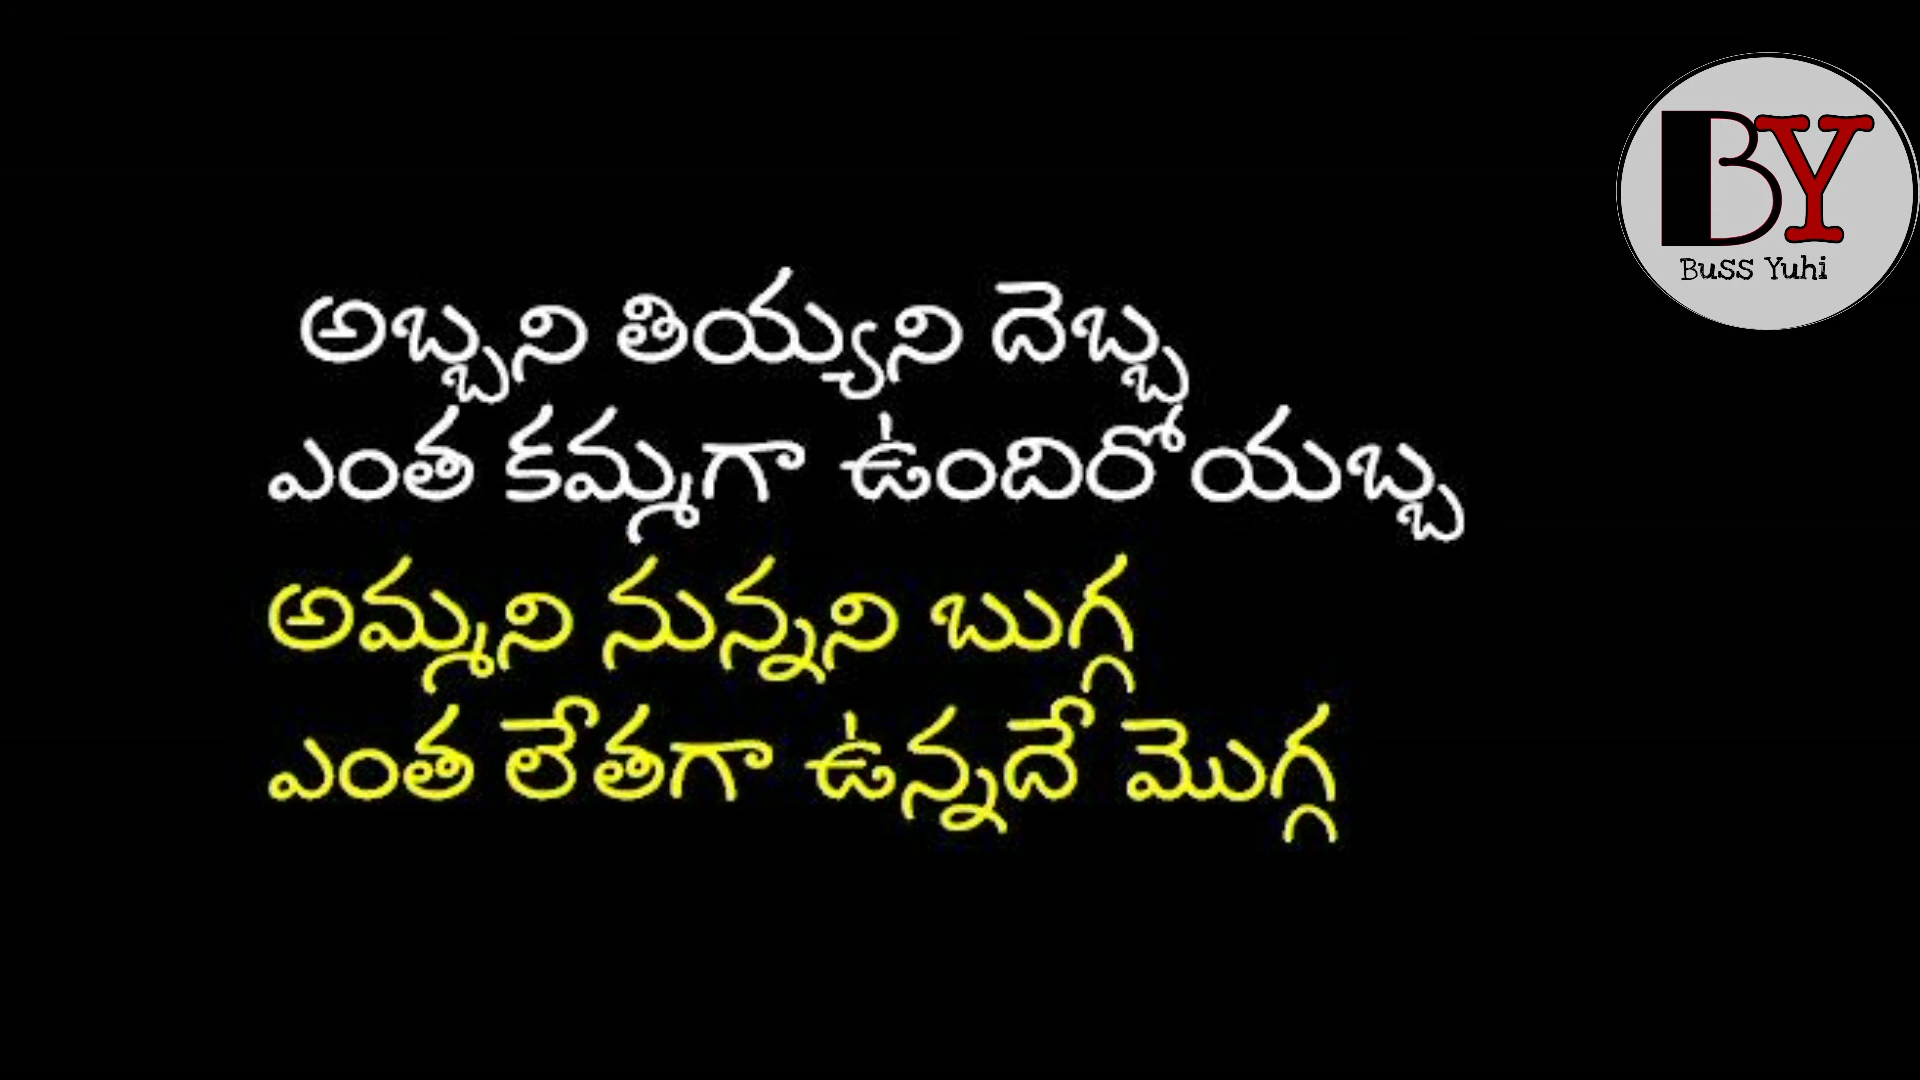 BY
Buss Yuhi
అబ్బని తియ్యని దెబ్బ
ఎంత కమ్మగా ఉందిరోయబ్బ
అమ్మని నున్నని బుగ్గ
ఎంత లేతగా ఉన్నదే మొగ్గ